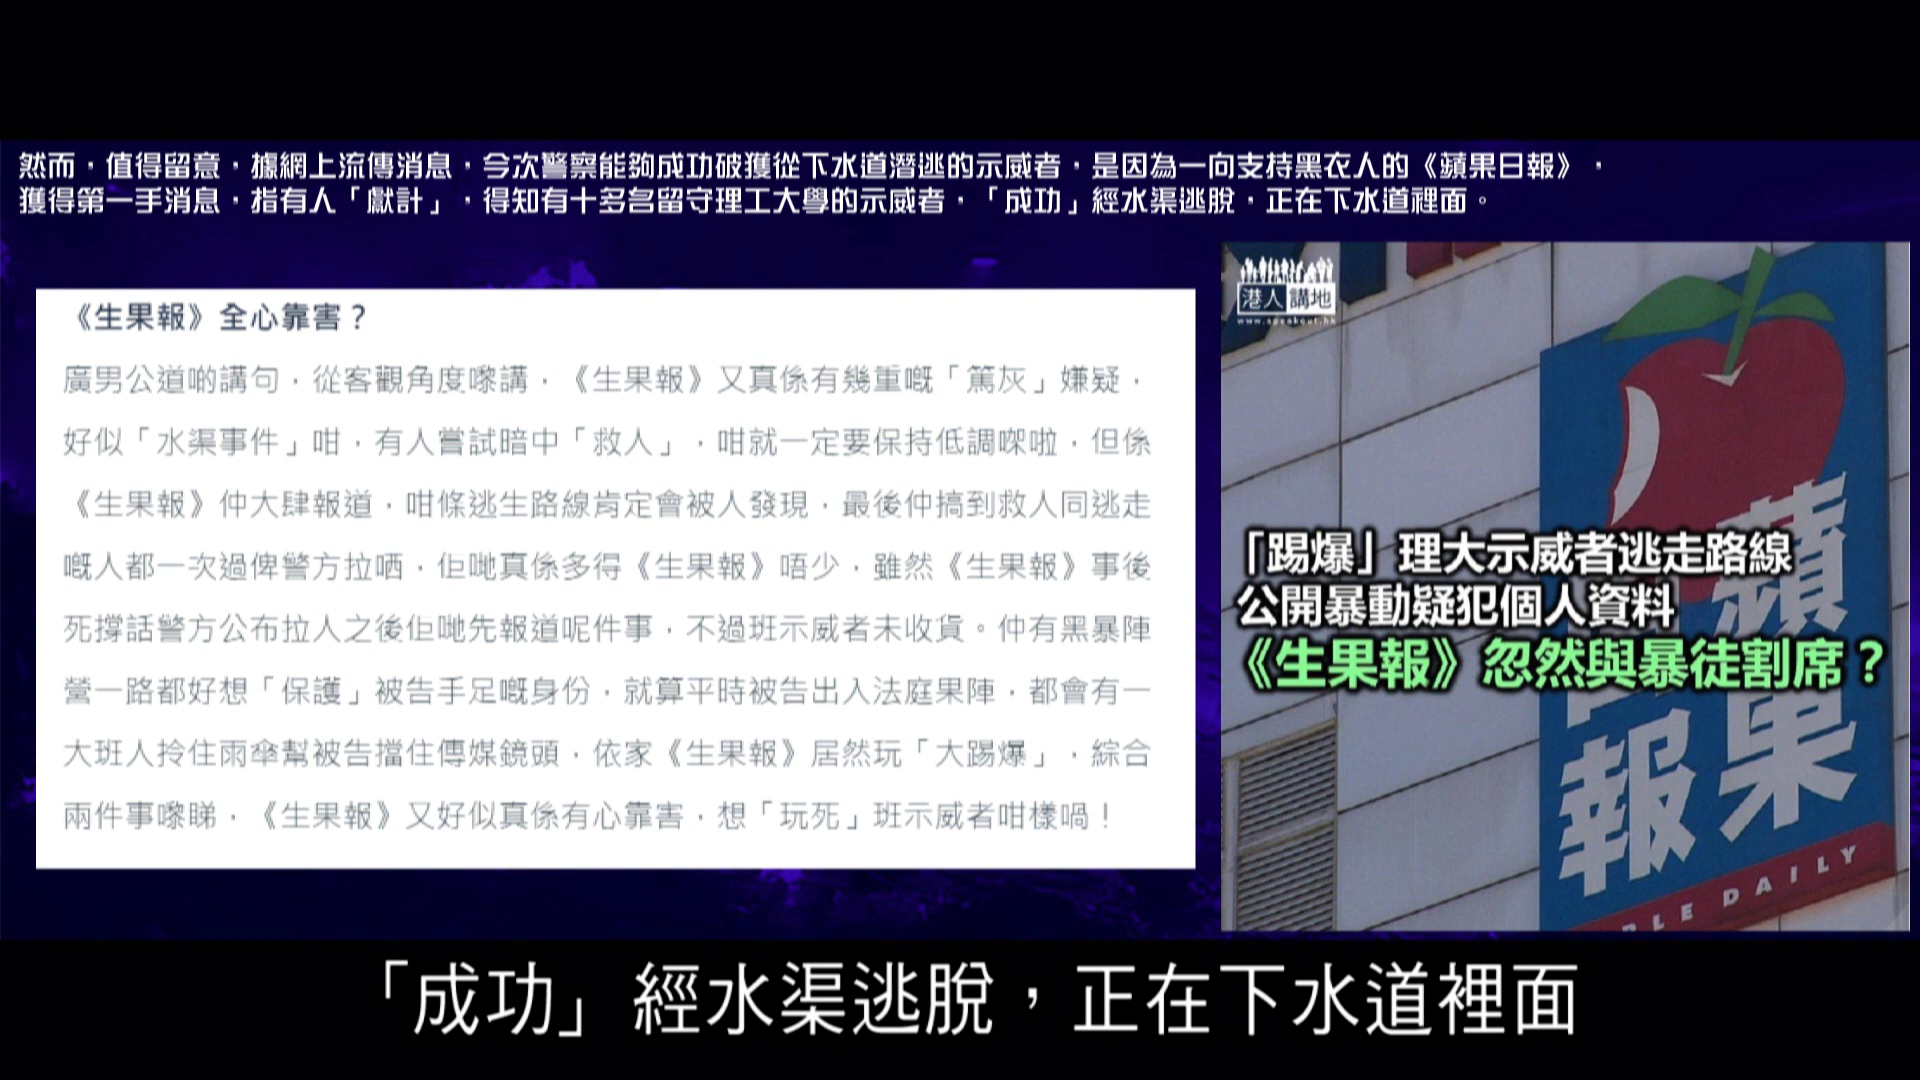 然而，值得留意，據網上流傳消息，今次警察能夠成功破獲從下水道潛逃的示威者，是因為一向支持黑衣人的《蘋果日報》，
獲得第一手消息，指有人「獻計」，得知有十多名留守理工大學的示威者，「成功」經水渠逃脫，正在下水道裡面。
《生果報》全心靠害？
廣男公道啲講句，從客觀角度嚟講，《生果報》又真係有幾重嘅「篤灰」嫌疑，
好似「水渠事件」咁，有人嘗試暗中「救人」，咁就一定要保持低調㗎啦，但係
《生果報》仲大肆報道，咁條逃生路線肯定會被人發現，最後仲搞到救人同逃走
嘅人都一次過俾警方拉晒，佢哋真係多得《生果報》唔少，雖然《生果報》事後
死撐話警方公布拉人之後佢哋先報道呢件事，不過班示威者未收貨。仲有黑暴陣
營一路都好想「保護」被告手足嘅身份，就算平時被告出入法庭果陣，都會有一
大班人拎住雨傘幫被告擋住傳媒鏡頭，依家《生果報》居然玩「大踢爆」，綜合
兩件事嚟睇，《生果報》又好似真係有心靠害，想「玩死」班示威者咁樣喎！
港人講地
www.speakout.hk
「踢爆」理大示威者逃走路線
公開暴動疑犯個人資料
《生果報》忽然與暴徒割席？
蘋果
報
LE DAILY
「成功」經水渠逃脫，正在下水道裡面